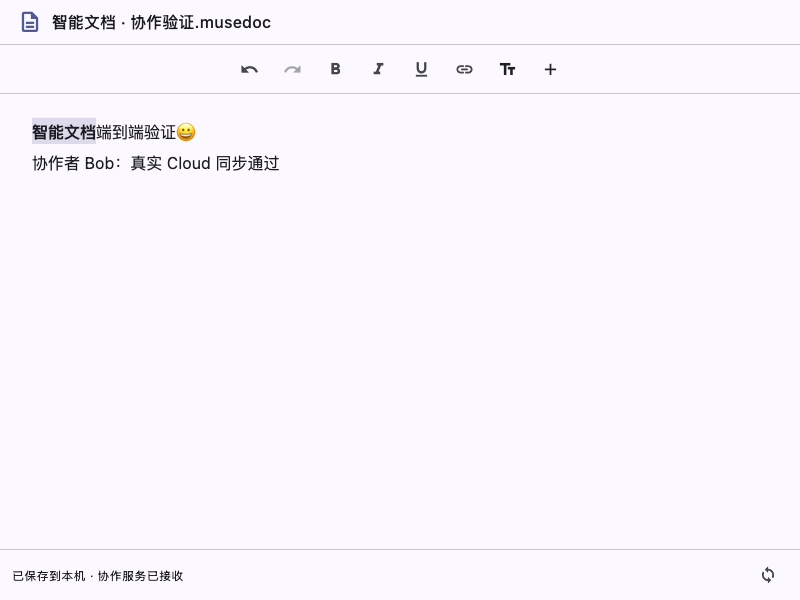 智能文档 · 协作验证.musedoc
B I U Tт +
智能文档端到端验证😀
协作者 Bob：真实 Cloud 同步通过
已保存到本机 · 协作服务已接收